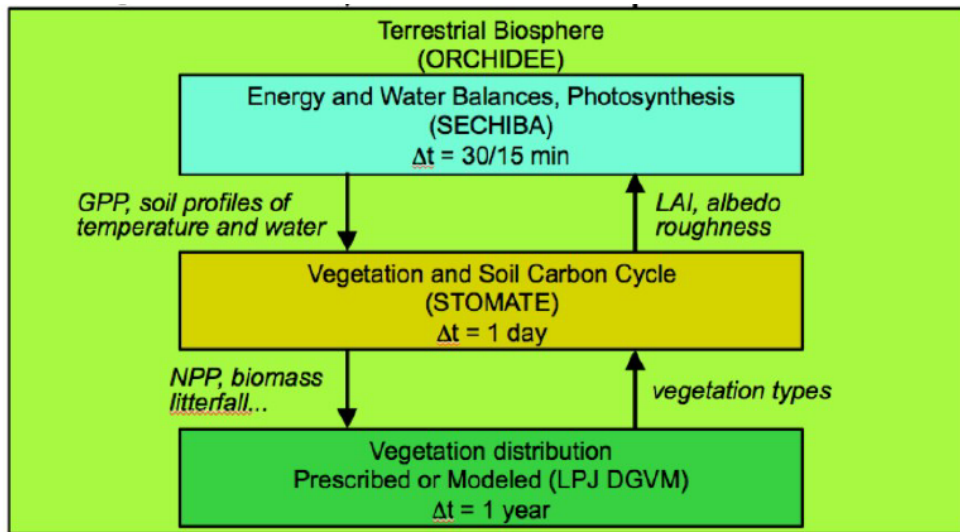 Terrestrial Biosphere
(ORCHIDEE)
Energy and Water Balances, Photosynthesis
(SECHIBA)
Δt = 30/15 min
GPP, soil profiles of
temperature and water
LAI, albedo
roughness
Vegetation and Soil Carbon Cycle
(STOMATE)
Δt = 1 day
NPP, biomass
litterfall...
vegetation types
Vegetation distribution
Prescribed or Modeled (LPJ DGVM)
Δt = 1 year